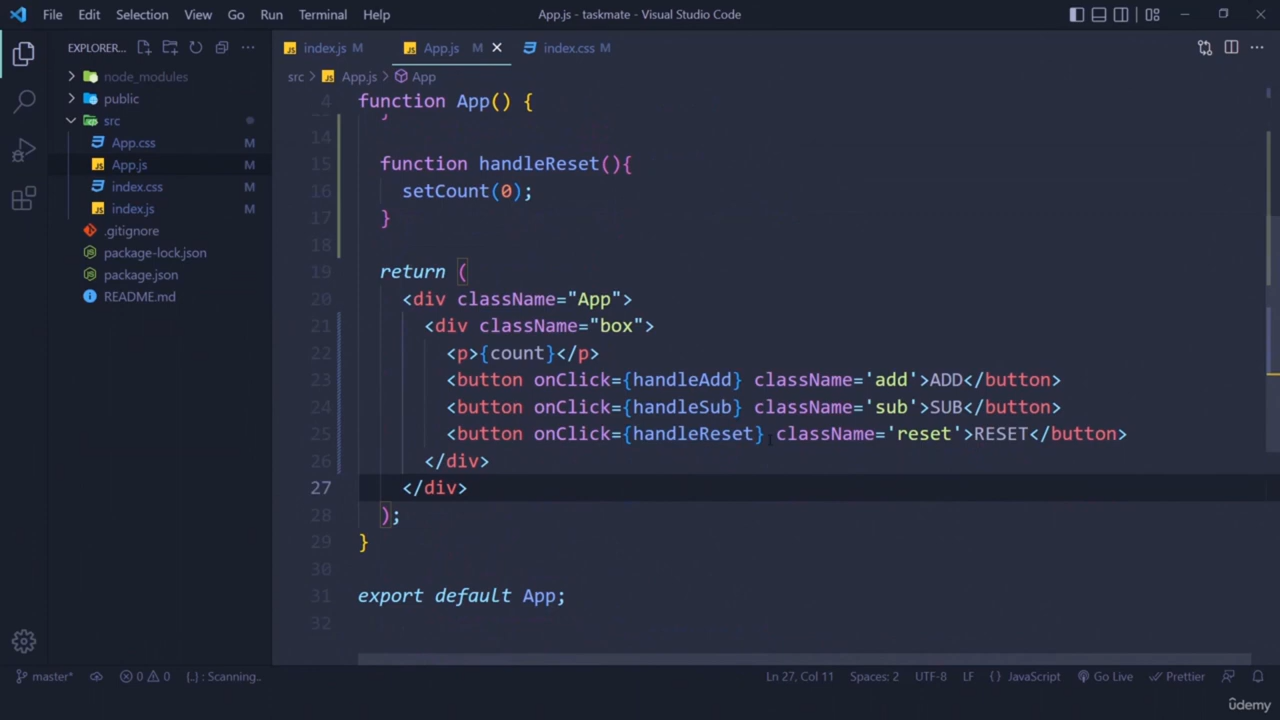 File Edit Selection View Go Run Terminal Help App.js - taskmate - Visual Studio Code
EXPLORER... index.js M App.js M index.css M
node_modules
public
src
App.css M
App.js M
index.css M
index.js M
.gitignore
package-lock.json
package.json
README.md
src > App.js > App
4 function App() {
13 }
14
15 function handleReset(){
16 setCount(0);
17 }
18
19 return (
20 <div className="App">
21 <div className="box">
22 <p>{count}</p>
23 <button onClick={handleAdd} className='add'>ADD</button>
24 <button onClick={handleSub} className='sub'>SUB</button>
25 <button onClick={handleReset} className='reset'>RESET</button>
26 </div>
27 </div>
28 );
29 }
30
31 export default App;
32
master* 0 0 [..] : Scanning.. Ln 27, Col 11 Spaces: 2 UTF-8 LF {} JavaScript Go Live Prettier
ûdemy